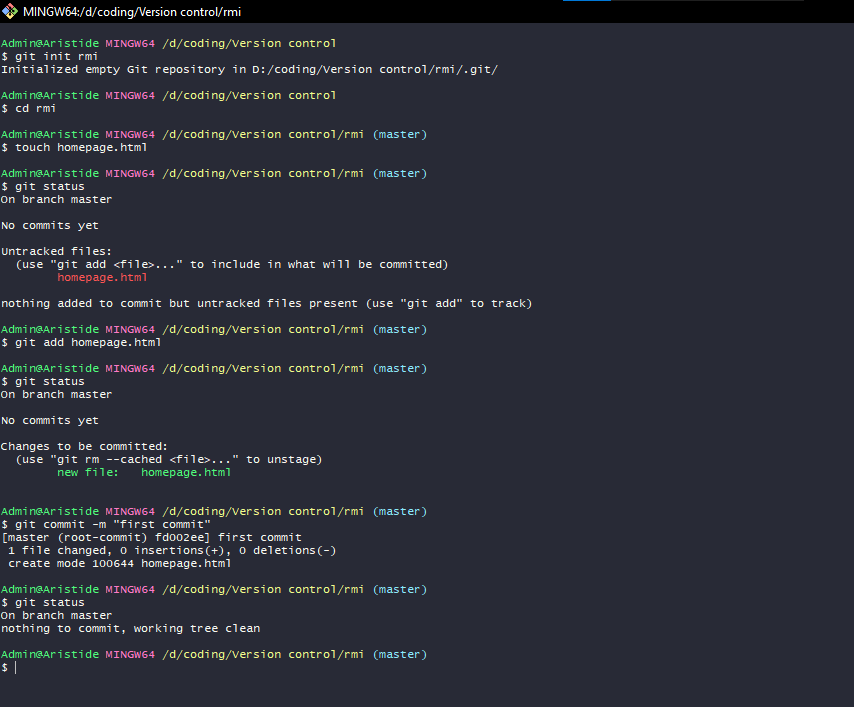 MINGW64:/d/coding/Version control/rmi
Admin@Aristide MINGW64 /d/coding/Version control
$ git init rmi
Initialized empty Git repository in D:/coding/Version control/rmi/.git/
Admin@Aristide MINGW64 /d/coding/Version control
$ cd rmi
Admin@Aristide MINGW64 /d/coding/Version control/rmi (master)
$ touch homepage.html
Admin@Aristide MINGW64 /d/coding/Version control/rmi (master)
$ git status
On branch master
No commits yet
Untracked files:
  (use "git add <file>..." to include in what will be committed)
        homepage.html
nothing added to commit but untracked files present (use "git add" to track)
Admin@Aristide MINGW64 /d/coding/Version control/rmi (master)
$ git add homepage.html
Admin@Aristide MINGW64 /d/coding/Version control/rmi (master)
$ git status
On branch master
No commits yet
Changes to be committed:
  (use "git rm --cached <file>..." to unstage)
        new file:   homepage.html
Admin@Aristide MINGW64 /d/coding/Version control/rmi (master)
$ git commit -m "first commit"
[master (root-commit) fd002ee] first commit
 1 file changed, 0 insertions(+), 0 deletions(-)
 create mode 100644 homepage.html
Admin@Aristide MINGW64 /d/coding/Version control/rmi (master)
$ git status
On branch master
nothing to commit, working tree clean
Admin@Aristide MINGW64 /d/coding/Version control/rmi (master)
$